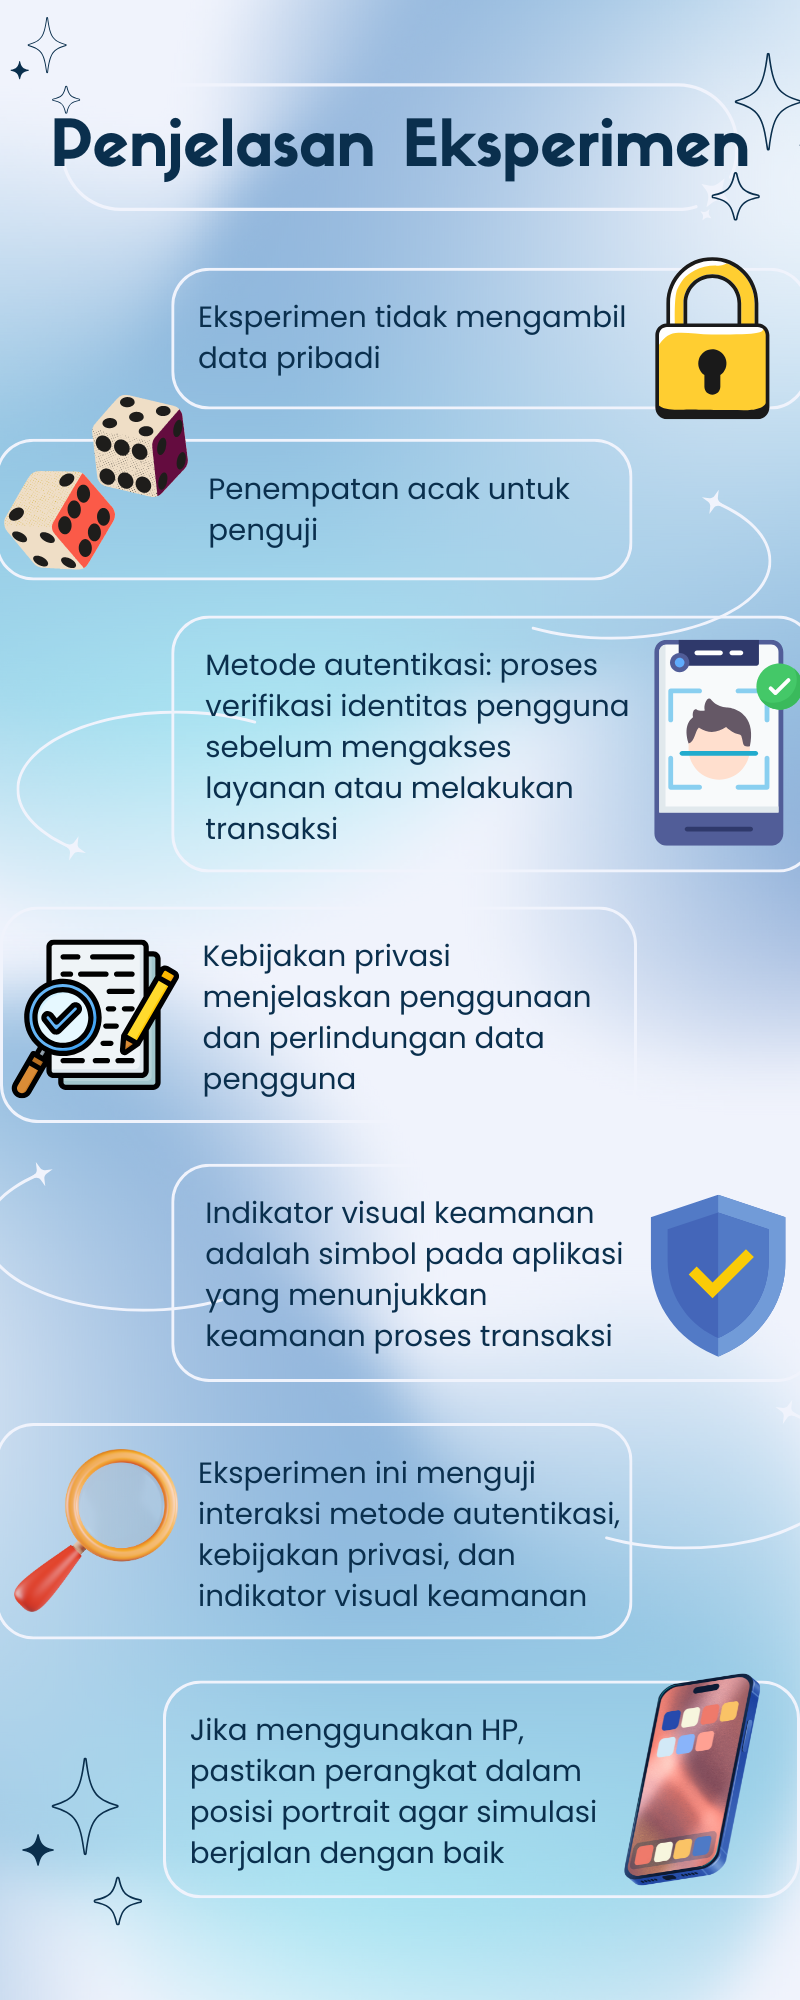 Penjelasan Eksperimen
Eksperimen tidak mengambil
data pribadi
Penempatan acak untuk
penguji
Metode autentikasi: proses
verifikasi identitas pengguna
sebelum mengakses
layanan atau melakukan
transaksi
Kebijakan privasi
menjelaskan penggunaan
dan perlindungan data
pengguna
Indikator visual keamanan
adalah simbol pada aplikasi
yang menunjukkan
keamanan proses transaksi
Eksperimen ini menguji
interaksi metode autentikasi,
kebijakan privasi, dan
indikator visual keamanan
Jika menggunakan HP,
pastikan perangkat dalam
posisi portrait agar simulasi
berjalan dengan baik